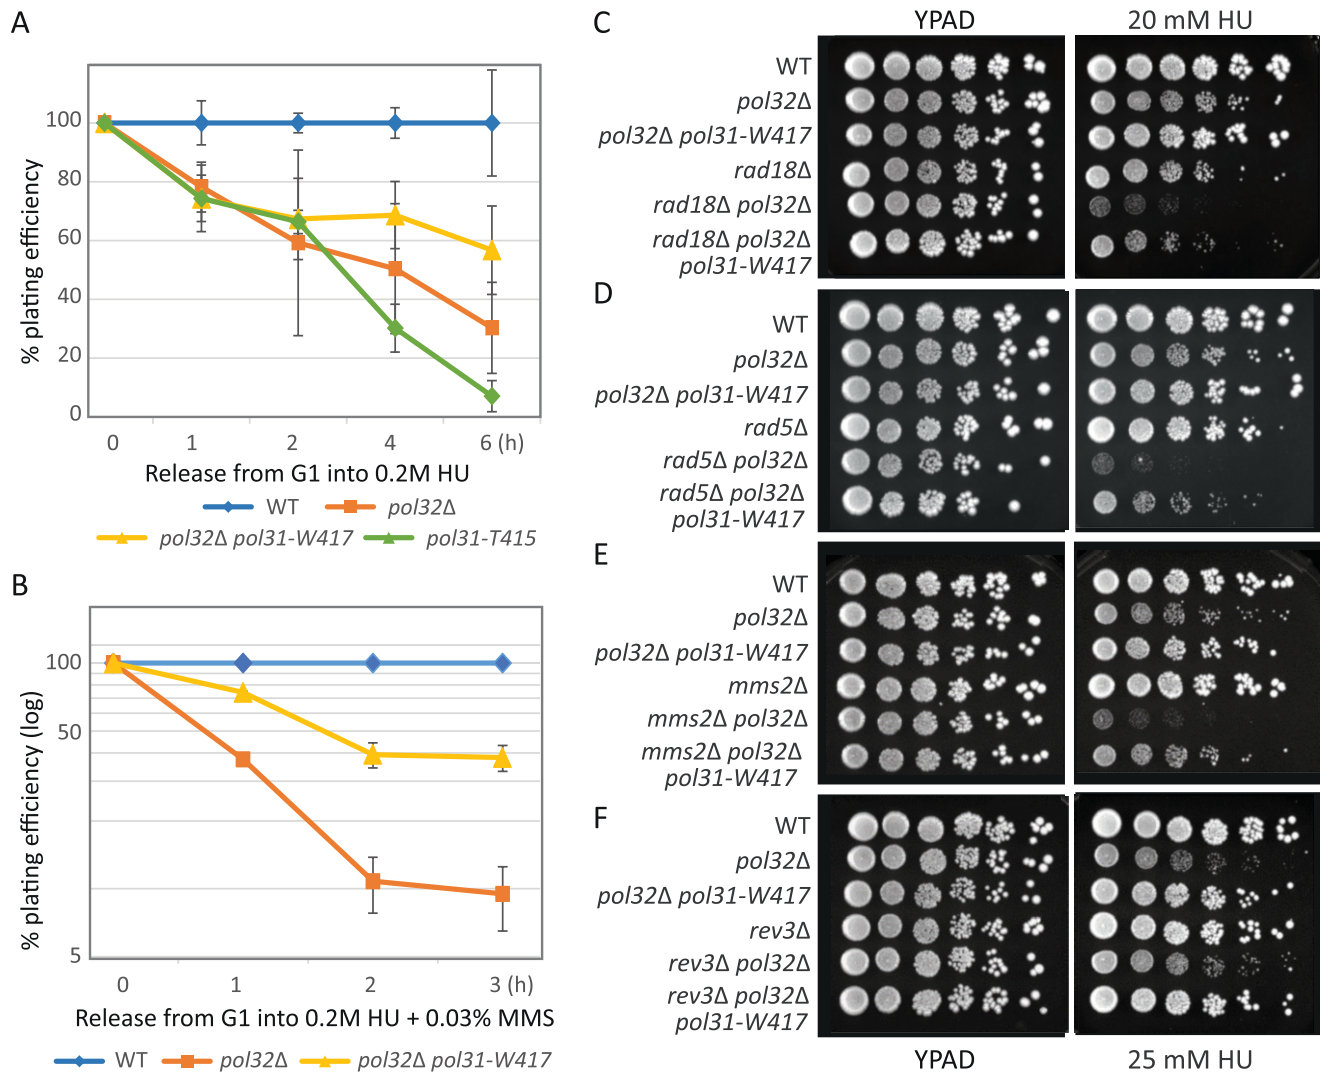 A
% plating efficiency
100
80
60
40
20
0
0 1 2 4 6 (h)
Release from G1 into 0.2M HU
WT pol32Δ
pol32Δ pol31-W417 pol31-T415
B
% plating efficiency (log)
100
50
5
0 1 2 3 (h)
Release from G1 into 0.2M HU + 0.03% MMS
WT pol32Δ pol32Δ pol31-W417
C
YPAD 20 mM HU
WT
pol32Δ
pol32Δ pol31-W417
rad18Δ
rad18Δ pol32Δ
rad18Δ pol32Δ
pol31-W417
D
WT
pol32Δ
pol32Δ pol31-W417
rad5Δ
rad5Δ pol32Δ
rad5Δ pol32Δ
pol31-W417
E
WT
pol32Δ
pol32Δ pol31-W417
mms2Δ
mms2Δ pol32Δ
mms2Δ pol32Δ
pol31-W417
F
WT
pol32Δ
pol32Δ pol31-W417
rev3Δ
rev3Δ pol32Δ
rev3Δ pol32Δ
pol31-W417
YPAD 25 mM HU